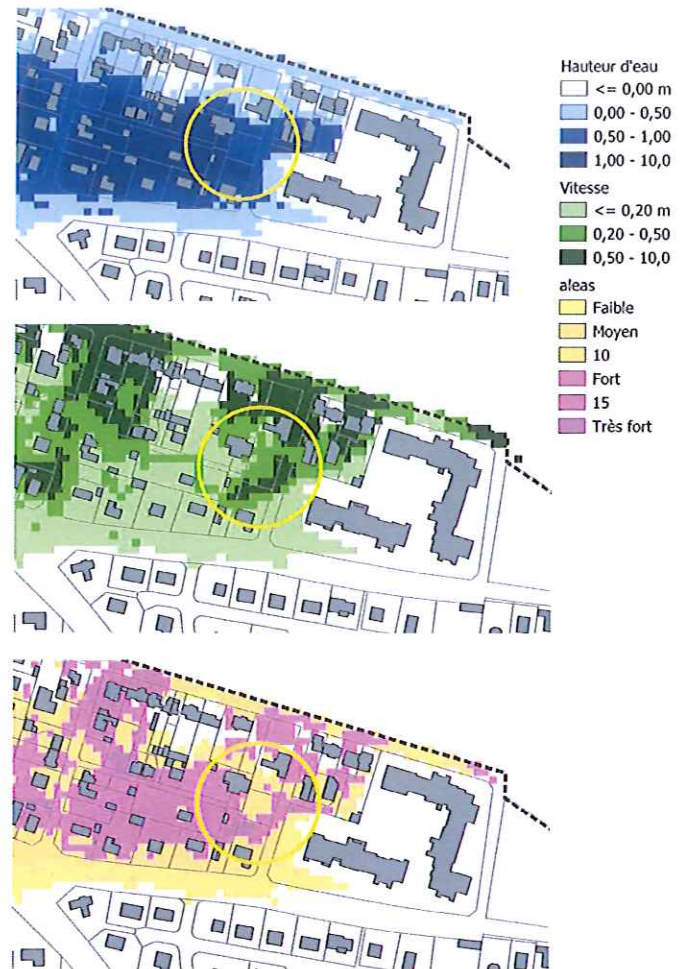 Hauteur d'eau
<= 0,00 m
0,00 - 0,50
0,50 - 1,00
1,00 - 10,0
Vitesse
<= 0,20 m
0,20 - 0,50
0,50 - 10,0
aleas
Faible
Moyen
10
Fort
15
Très fort